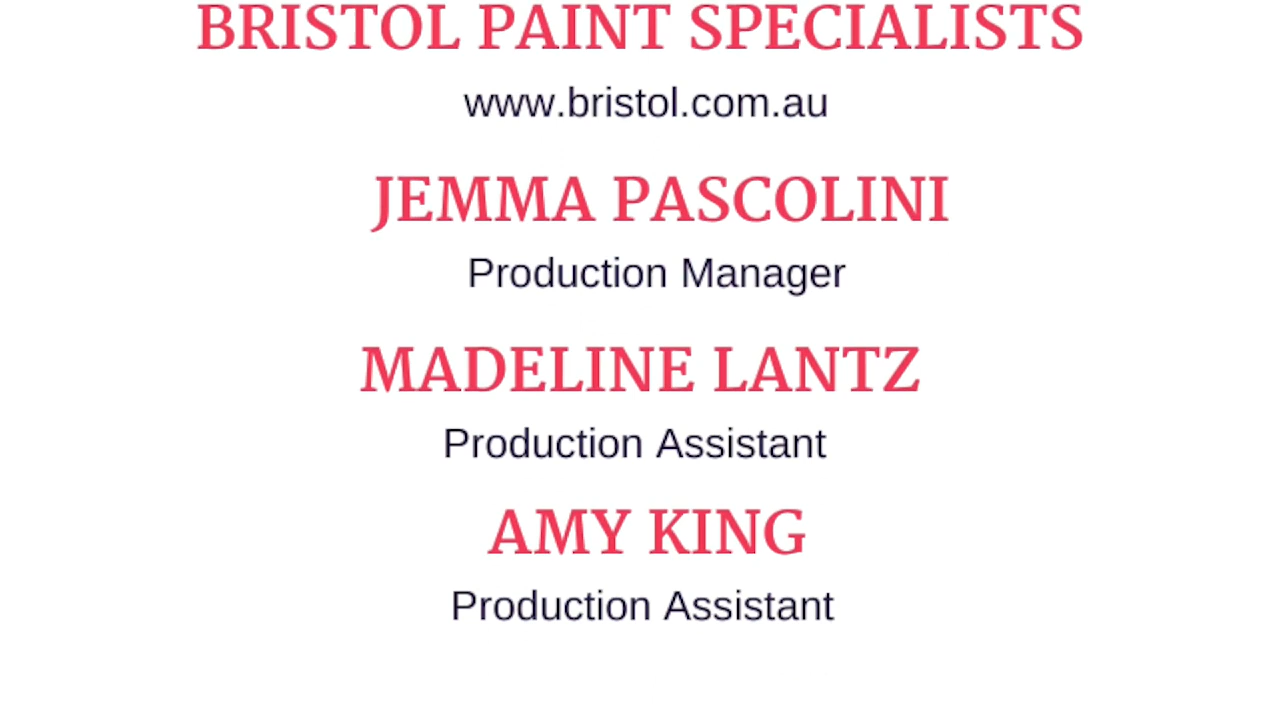 BRISTOL PAINT SPECIALISTS
www.bristol.com.au
JEMMA PASCOLINI
Production Manager
MADELINE LANTZ
Production Assistant
AMY KING
Production Assistant